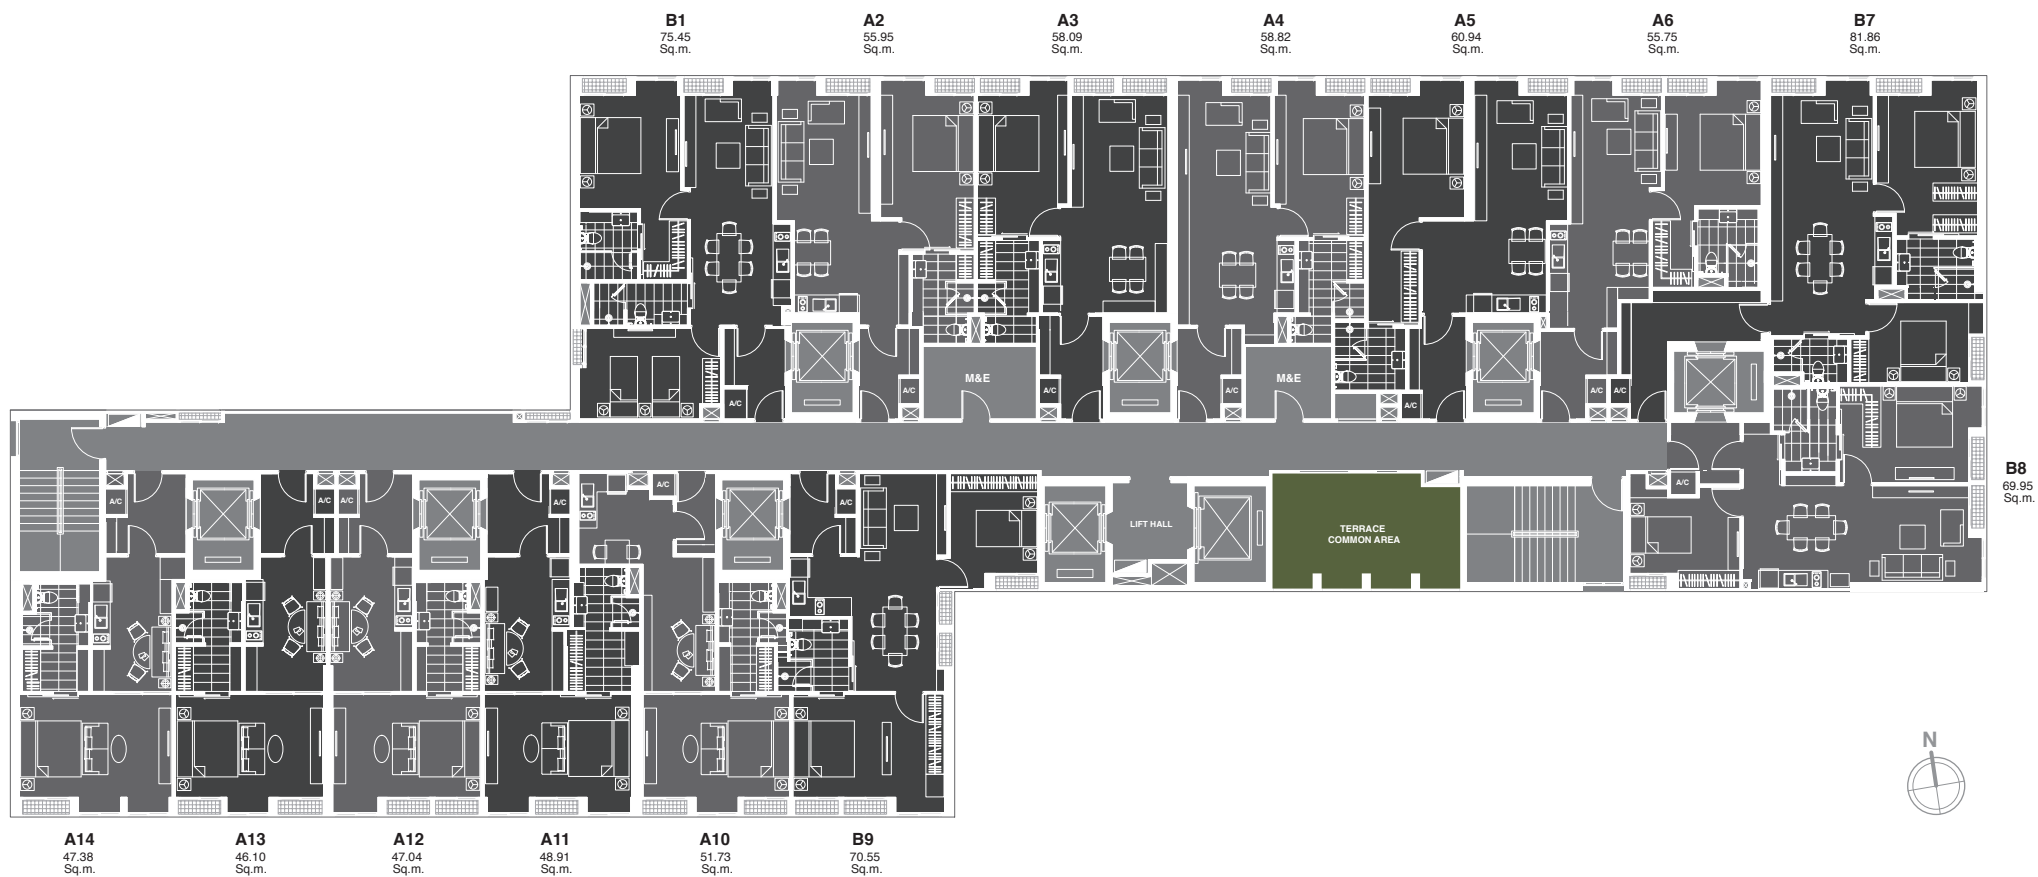 B1
75.45
Sq.m.
A2
55.95
Sq.m.
A3
58.09
Sq.m.
A4
58.82
Sq.m.
A5
60.94
Sq.m.
A6
55.75
Sq.m.
B7
81.86
Sq.m.
M&E
M&E
A/C
A/C
A/C
A/C
A/C
A/C
A/C
B8
69.95
Sq.m.
A/C
A/C
A/C
A/C
A/C
A/C
A/C
LIFT HALL
TERRACE
COMMON AREA
N
A14
47.38
Sq.m.
A13
46.10
Sq.m.
A12
47.04
Sq.m.
A11
48.91
Sq.m.
A10
51.73
Sq.m.
B9
70.55
Sq.m.